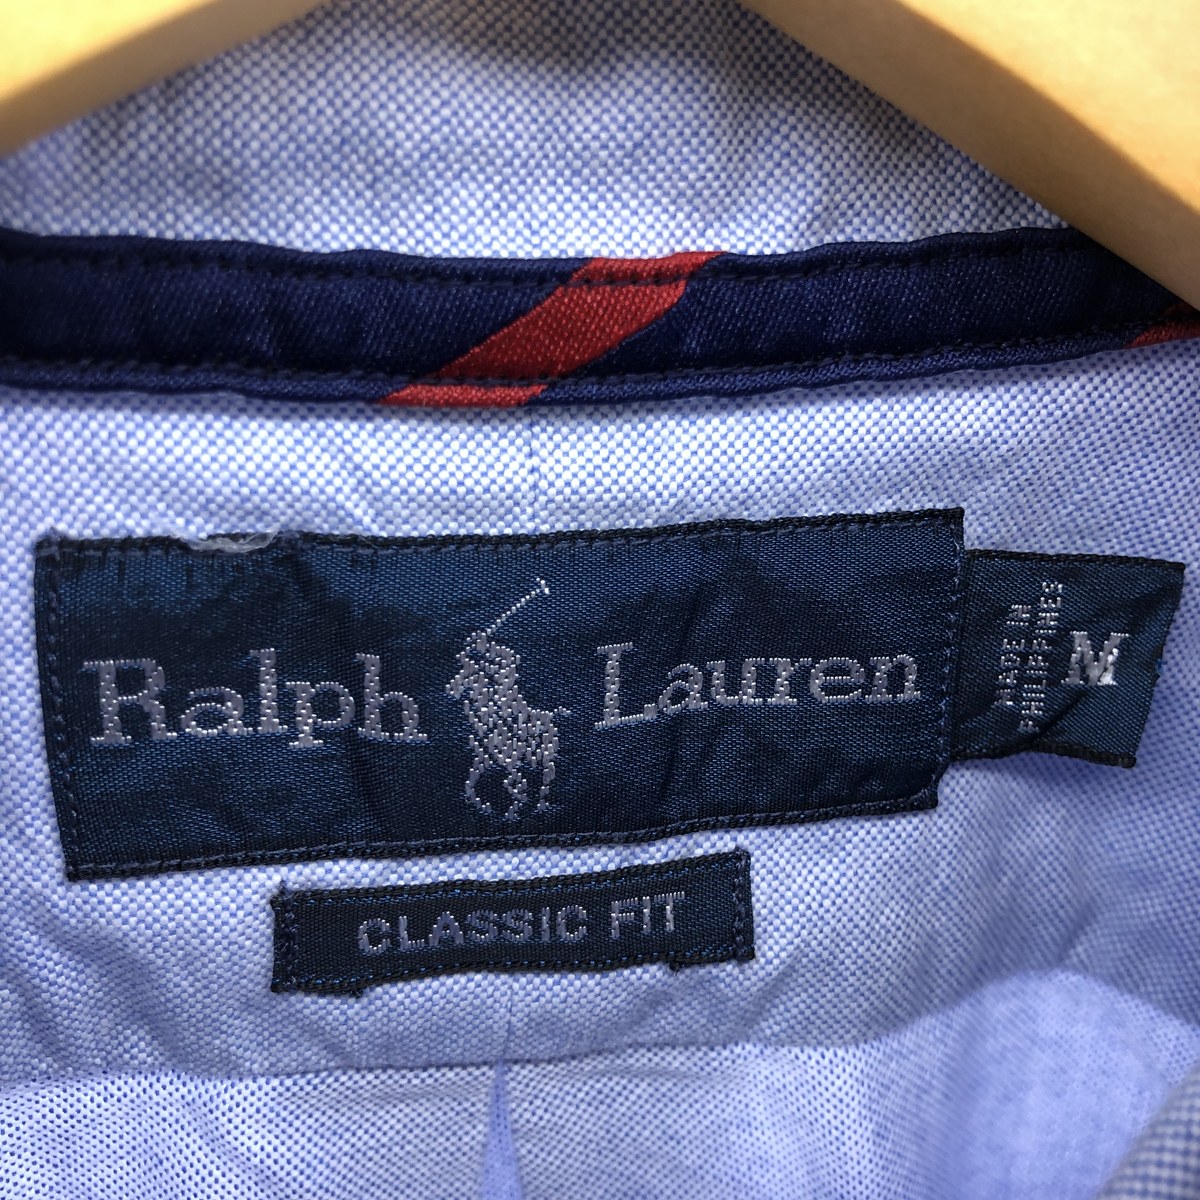 Ralph Lauren
MADE IN
PHILIPPINES
M
CLASSIC FIT